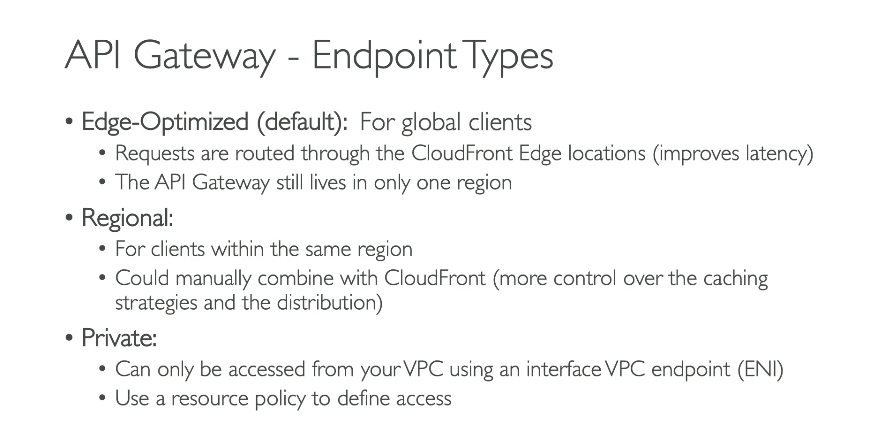 API Gateway - Endpoint Types
• Edge-Optimized (default): For global clients
• Requests are routed through the CloudFront Edge locations (improves latency)
• The API Gateway still lives in only one region
• Regional:
• For clients within the same region
• Could manually combine with CloudFront (more control over the caching
strategies and the distribution)
• Private:
• Can only be accessed from your VPC using an interface VPC endpoint (ENI)
• Use a resource policy to define access